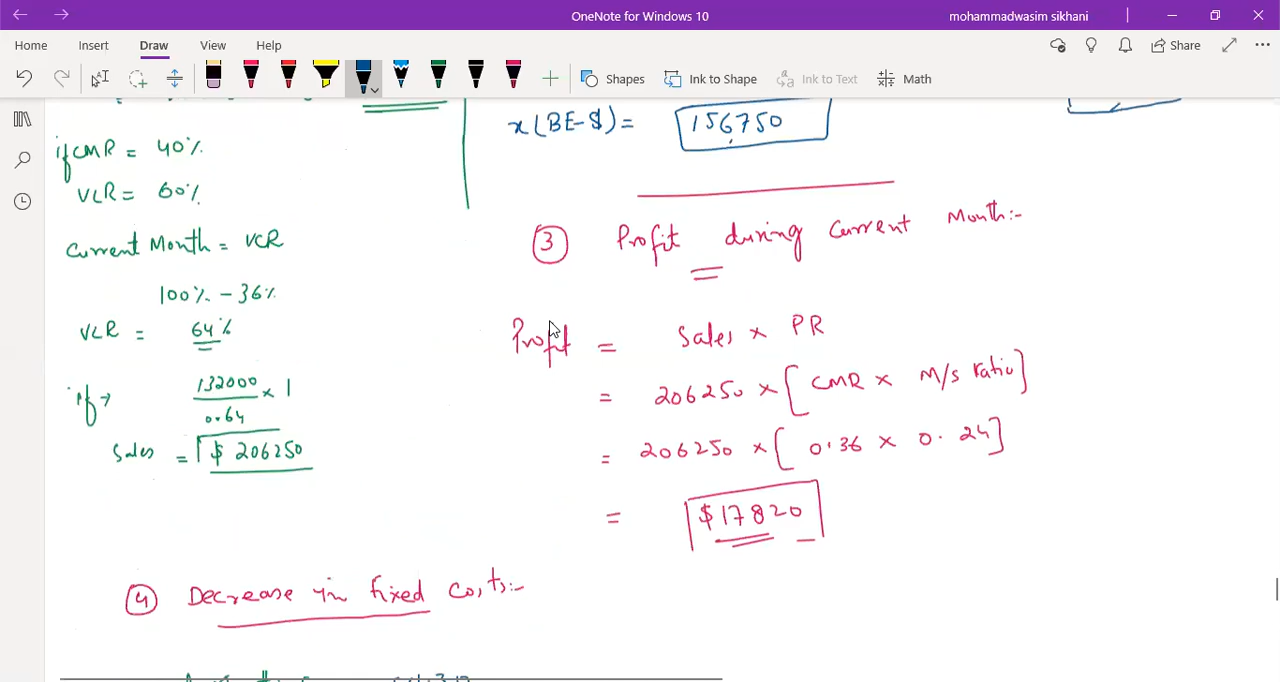 OneNote for Windows 10
mohammadwasim sikhani
Home Insert Draw View Help
Share
Shapes
Ink to Shape
Ink to Text
Math
if CMR = 40%
VCR = 60%
Current Month = VCR
100% - 36%
VCR = 64%
if → 132000 / 0.64 × 1
Sales = $ 206250
x (BE-$) = 156750
③ Profit during Current Month:-
Profit = Sales × PR
= 206250 × [ CMR × M/S ratio ]
= 206250 × [ 0.36 × 0.24 ]
= $17820
④ Decrease in fixed Costs:-